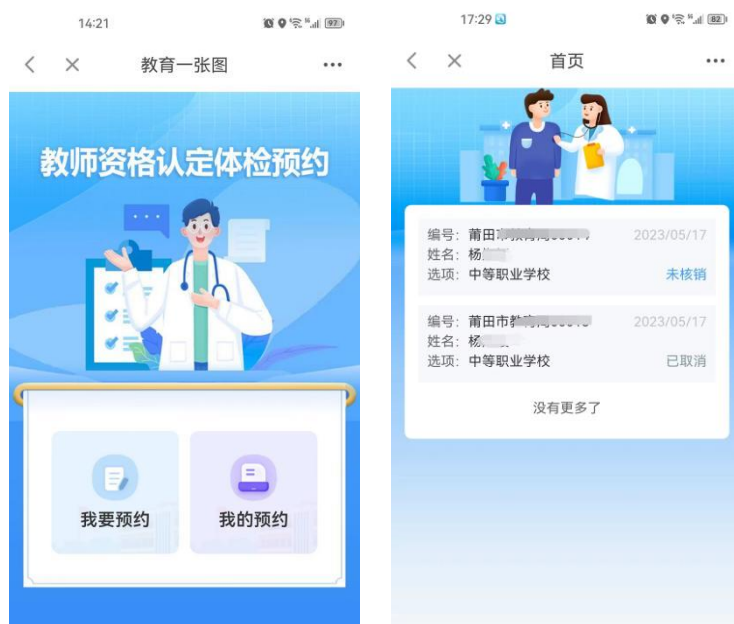 14:21
97
教育一张图
教师资格认定体检预约
我要预约
我的预约
17:29
82
首页
编号：莆田 2023/05/17
姓名：杨
选项：中等职业学校 未核销
编号：莆田市教 2023/05/17
姓名：杨
选项：中等职业学校 已取消
没有更多了